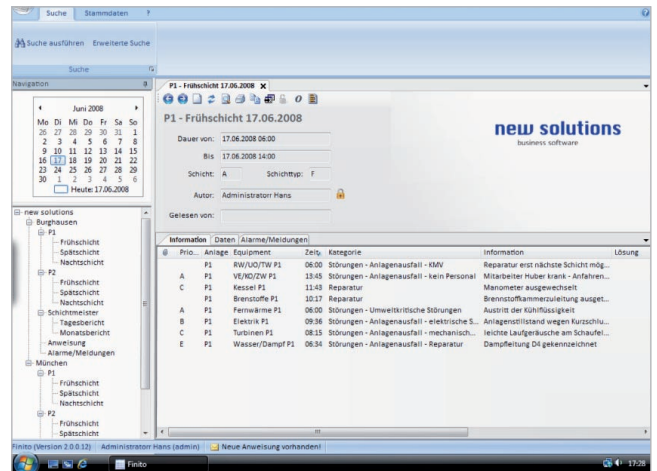 Suche Stammdaten ?
Suche ausführen Erweiterte Suche
Suche
Navigation
Juni 2008
Mo Di Mi Do Fr Sa So
26 27 28 29 30 31 1
2 3 4 5 6 7 8
9 10 11 12 13 14 15
16 17 18 19 20 21 22
23 24 25 26 27 28 29
30 1 2 3 4 5 6
Heute: 17.06.2008
new solutions
Burghausen
P1
Frühschicht
Spätschicht
Nachtschicht
P2
Frühschicht
Spätschicht
Nachtschicht
Schichtmeister
Tagesbericht
Monatsbericht
Anweisung
Alarme/Meldungen
München
P1
Frühschicht
Spätschicht
Nachtschicht
P2
Frühschicht
Spätschicht
P1 - Frühschicht 17.06.2008 X
P1 - Frühschicht 17.06.2008
new solutions
business software
Dauer von: 17.06.2008 06:00
Bis 17.06.2008 14:00
Schicht: A Schichttyp: F
Autor: Administratorr Hans
Gelesen von:
Information Daten Alarme/Meldungen
Prio... Anlage Equipment Zeit Kategorie Information Lösung
P1 RW/UO/TW P1 06:00 Störungen - Anlagenausfall - KMV Reparatur erst nächste Schicht mög...
A P1 VE/KO/ZW P1 13:45 Störungen - Anlagenausfall - kein Personal Mitarbeiter Huber krank - Anfahren...
C P1 Kessel P1 11:43 Reparatur Manometer ausgewechselt
P1 Brenstoffe P1 10:17 Reparatur Brennstoffkammerzuleitung ausget...
A P1 Fernwärme P1 06:00 Störungen - Umweltkritische Störungen Austritt der Kühlflüssigkeit
B P1 Elektrik P1 09:36 Störungen - Anlagenausfall - elektrische S... Anlagenstillstand wegen Kurzschlu...
C P1 Turbinen P1 08:15 Störungen - Anlagenausfall - mechanisch... leichte Laufgeräusche am Schaufel...
E P1 Wasser/Dampf P1 06:34 Störungen - Anlagenausfall - Reparatur Dampfleitung D4 gekennzeichnet
Finito (Version 2.0.0.12) Administratorr Hans (admin) Neue Anweisung vorhanden!
Finito 17:28